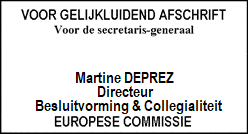 VOOR GELIJKLUIDEND AFSCHRIFT
Voor de secretaris-generaal
Martine DEPREZ
Directeur
Besluitvorming & Collegialiteit
EUROPESE COMMISSIE